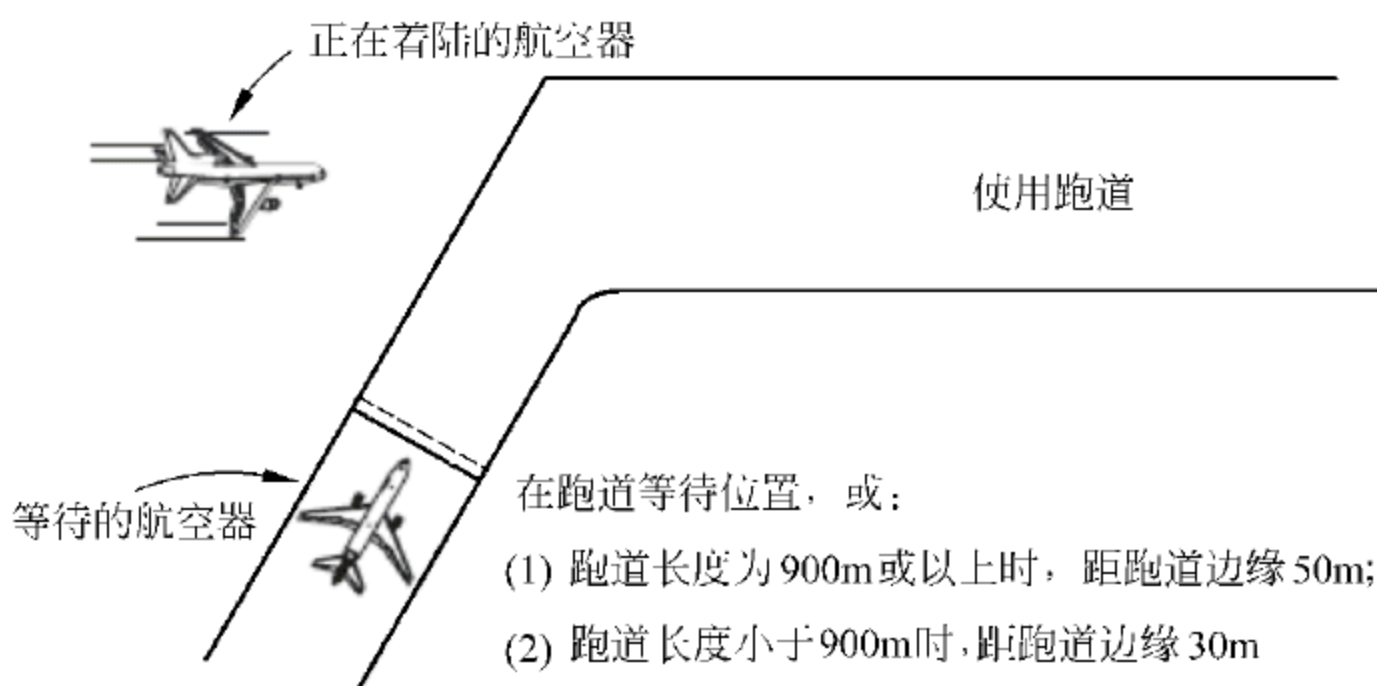 正在着陆的航空器
使用跑道
等待的航空器
在跑道等待位置，或：
(1) 跑道长度为900m或以上时，距跑道边缘50m;
(2) 跑道长度小于900m时,距跑道边缘30m